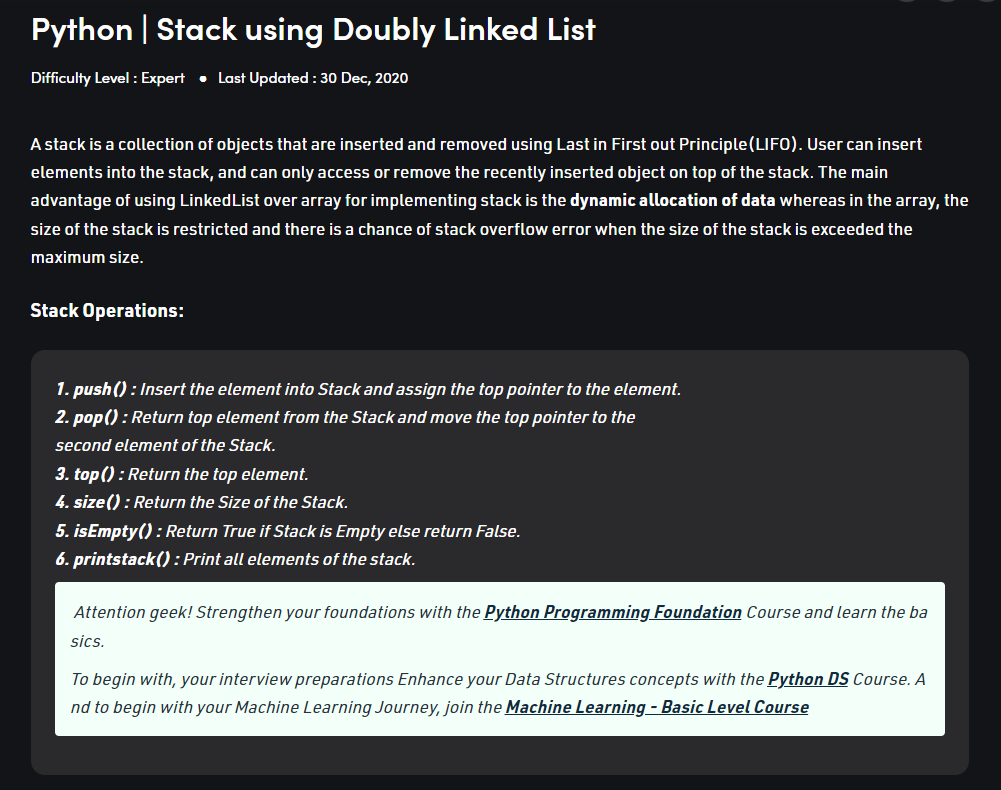 Python | Stack using Doubly Linked List
Difficulty Level : Expert ● Last Updated : 30 Dec, 2020
A stack is a collection of objects that are inserted and removed using Last in First out Principle(LIFO). User can insert
elements into the stack, and can only access or remove the recently inserted object on top of the stack. The main
advantage of using LinkedList over array for implementing stack is the dynamic allocation of data whereas in the array, the
size of the stack is restricted and there is a chance of stack overflow error when the size of the stack is exceeded the
maximum size.
Stack Operations:
1. push() : Insert the element into Stack and assign the top pointer to the element.
2. pop() : Return top element from the Stack and move the top pointer to the
second element of the Stack.
3. top() : Return the top element.
4. size() : Return the Size of the Stack.
5. isEmpty() : Return True if Stack is Empty else return False.
6. printstack() : Print all elements of the stack.
Attention geek! Strengthen your foundations with the Python Programming Foundation Course and learn the ba
sics.
To begin with, your interview preparations Enhance your Data Structures concepts with the Python DS Course. A
nd to begin with your Machine Learning Journey, join the Machine Learning - Basic Level Course